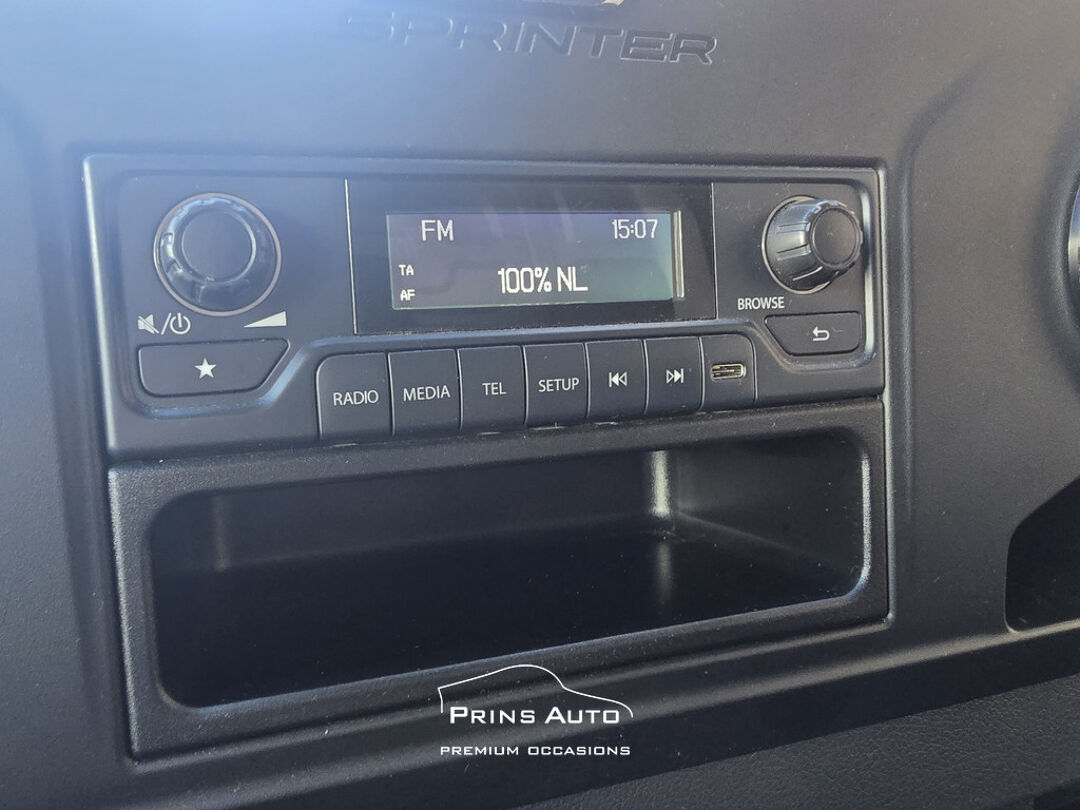 SPRINTER
FM 15:07
TA
100% NL
AF
BROWSE
RADIO MEDIA TEL SETUP
PRINS AUTO
PREMIUM OCCASIONS